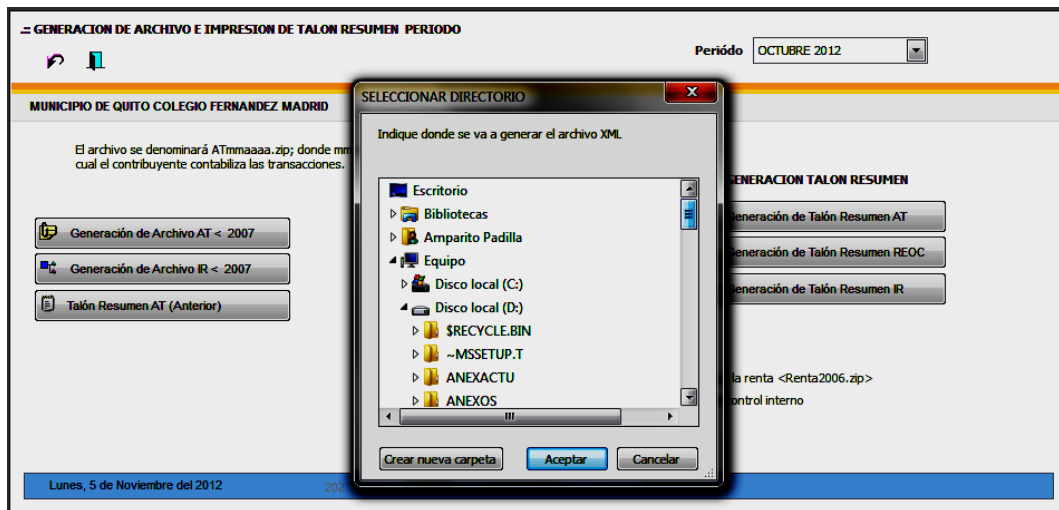 .:: GENERACION DE ARCHIVO E IMPRESION DE TALON RESUMEN PERIODO
Periódo OCTUBRE 2012
MUNICIPIO DE QUITO COLEGIO FERNANDEZ MADRID
El archivo se denominará ATmmaaaa.zip; donde mm
cual el contribuyente contabiliza las transacciones.
Generación de Archivo AT < 2007
Generación de Archivo IR < 2007
Talón Resumen AT (Anterior)
SELECCIONAR DIRECTORIO
X
Indique donde se va a generar el archivo XML
Escritorio
Bibliotecas
Amparito Padilla
Equipo
Disco local (C:)
Disco local (D:)
$RECYCLE.BIN
~MSSETUP.T
ANEXACTU
ANEXOS
Crear nueva carpeta Aceptar Cancelar
GENERACION TALON RESUMEN
Generación de Talón Resumen AT
Generación de Talón Resumen REOC
Generación de Talón Resumen IR
la renta <Renta2006.zip>
control interno
Lunes, 5 de Noviembre del 2012 202